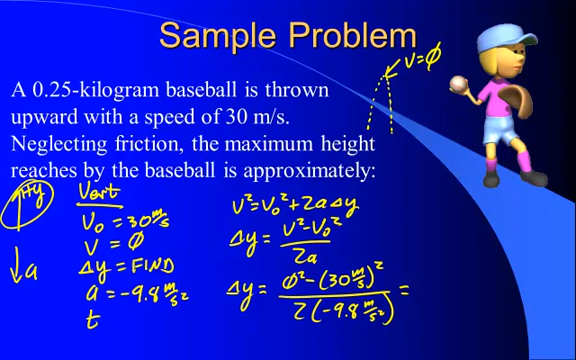 Sample Problem
V=∅
A 0.25-kilogram baseball is thrown
upward with a speed of 30 m/s.
Neglecting friction, the maximum height
reaches by the baseball is approximately:
+y
a
Vert
V₀ = 30 m/s
V = ∅
Δy = FIND
a = -9.8 m/s²
t
V² = V₀² + 2aΔy
Δy = (V² - V₀²) / 2a
Δy = (∅² - (30 m/s)²) / (2(-9.8 m/s²)) =